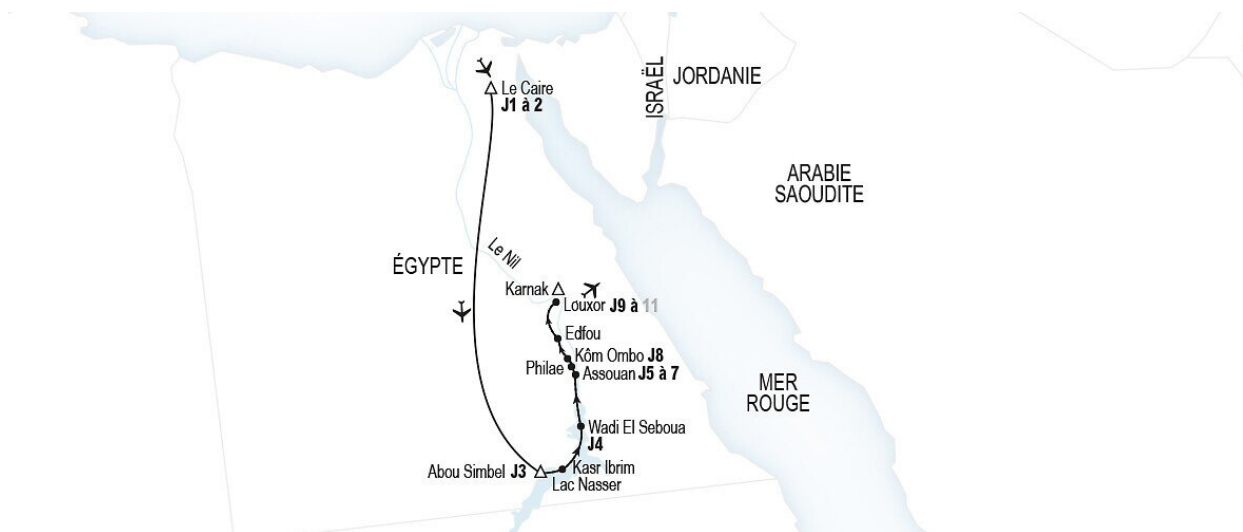 Le Caire
J1 à 2
ISRAËL
JORDANIE
ARABIE
SAOUDITE
ÉGYPTE
Le Nil
Karnak
Louxor J9 à 11
Edfou
Kôm Ombo J8
Philae
Assouan J5 à 7
MER
ROUGE
Wadi El Seboua
J4
Abou Simbel J3
Kasr Ibrim
Lac Nasser